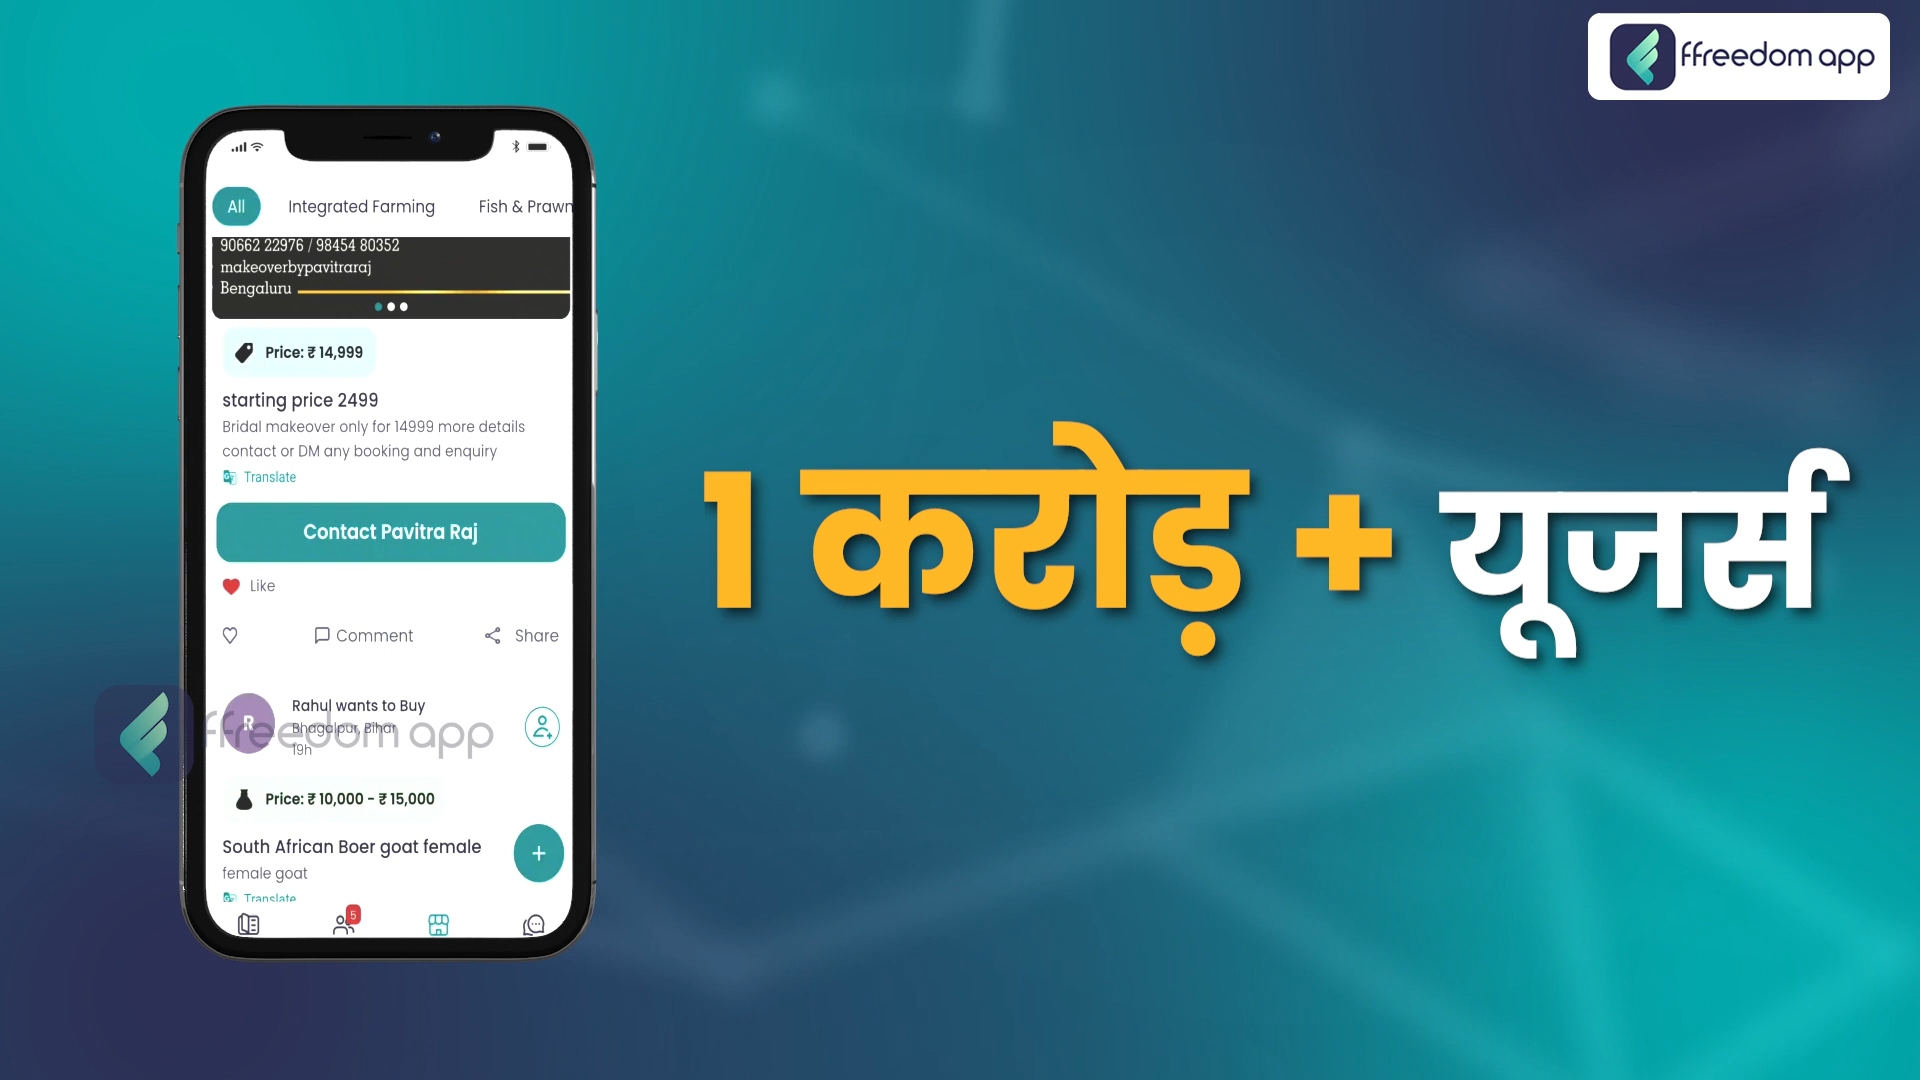 ffreedom app
All Integrated Farming Fish & Prawn
90662 22976 / 98454 80352
makeoverbypavitraraj
Bengaluru
Price: ₹ 14,999
starting price 2499
Bridal makeover only for 14999 more details
contact or DM any booking and enquiry
Translate
Contact Pavitra Raj
Like
Comment Share
R
Rahul wants to Buy
Bhagalpur, Bihar
19h
ffreedom app
Price: ₹ 10,000 - ₹ 15,000
South African Boer goat female
+
female goat
Translate
5
1 करोड़ + यूजर्स